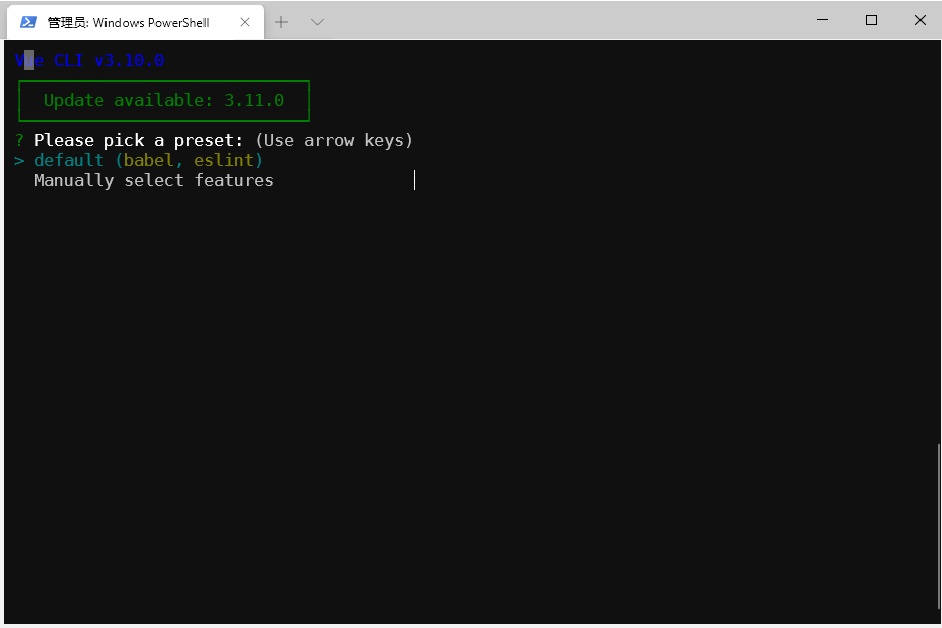 管理员: Windows PowerShell
Vue CLI v3.10.0
Update available: 3.11.0
? Please pick a preset: (Use arrow keys)
> default (babel, eslint)
Manually select features